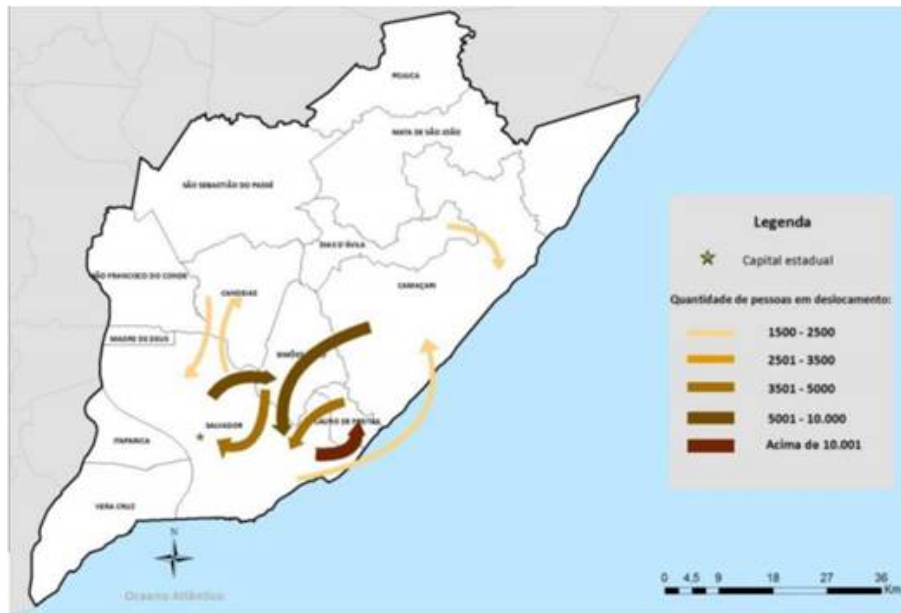 POJUCA
MATA DE SÃO JOÃO
SÃO SEBASTIÃO DO PASSÉ
DIAS D'ÁVILA
SÃO FRANCISCO DO CONDE
CAMAÇARI
CANDEIAS
MADRE DE DEUS
SIMÕES
LAURO DE FREITAS
SALVADOR
ITAPARICA
VERA CRUZ
N
Oceano Atlântico
Legenda
Capital estadual
Quantidade de pessoas em deslocamento:
1500 - 2500
2501 - 3500
3501 - 5000
5001 - 10.000
Acima de 10.001
0 4,5 9 18 27 36
Km